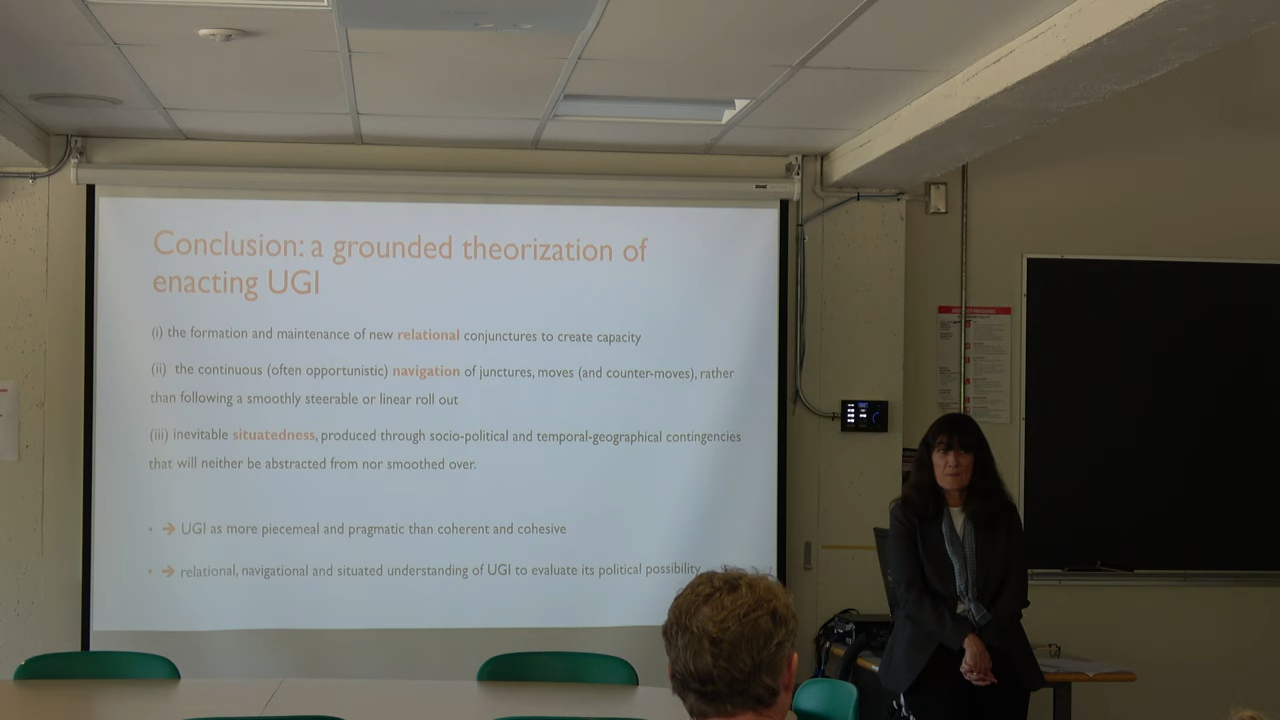 Conclusion: a grounded theorization of
enacting UGI
(i) the formation and maintenance of new relational conjunctures to create capacity
(ii) the continuous (often opportunistic) navigation of junctures, moves (and counter-moves), rather
than following a smoothly steerable or linear roll out
(iii) inevitable situatedness, produced through socio-political and temporal-geographical contingencies
that will neither be abstracted from nor smoothed over.
• → UGI as more piecemeal and pragmatic than coherent and cohesive
• → relational, navigational and situated understanding of UGI to evaluate its political possibility